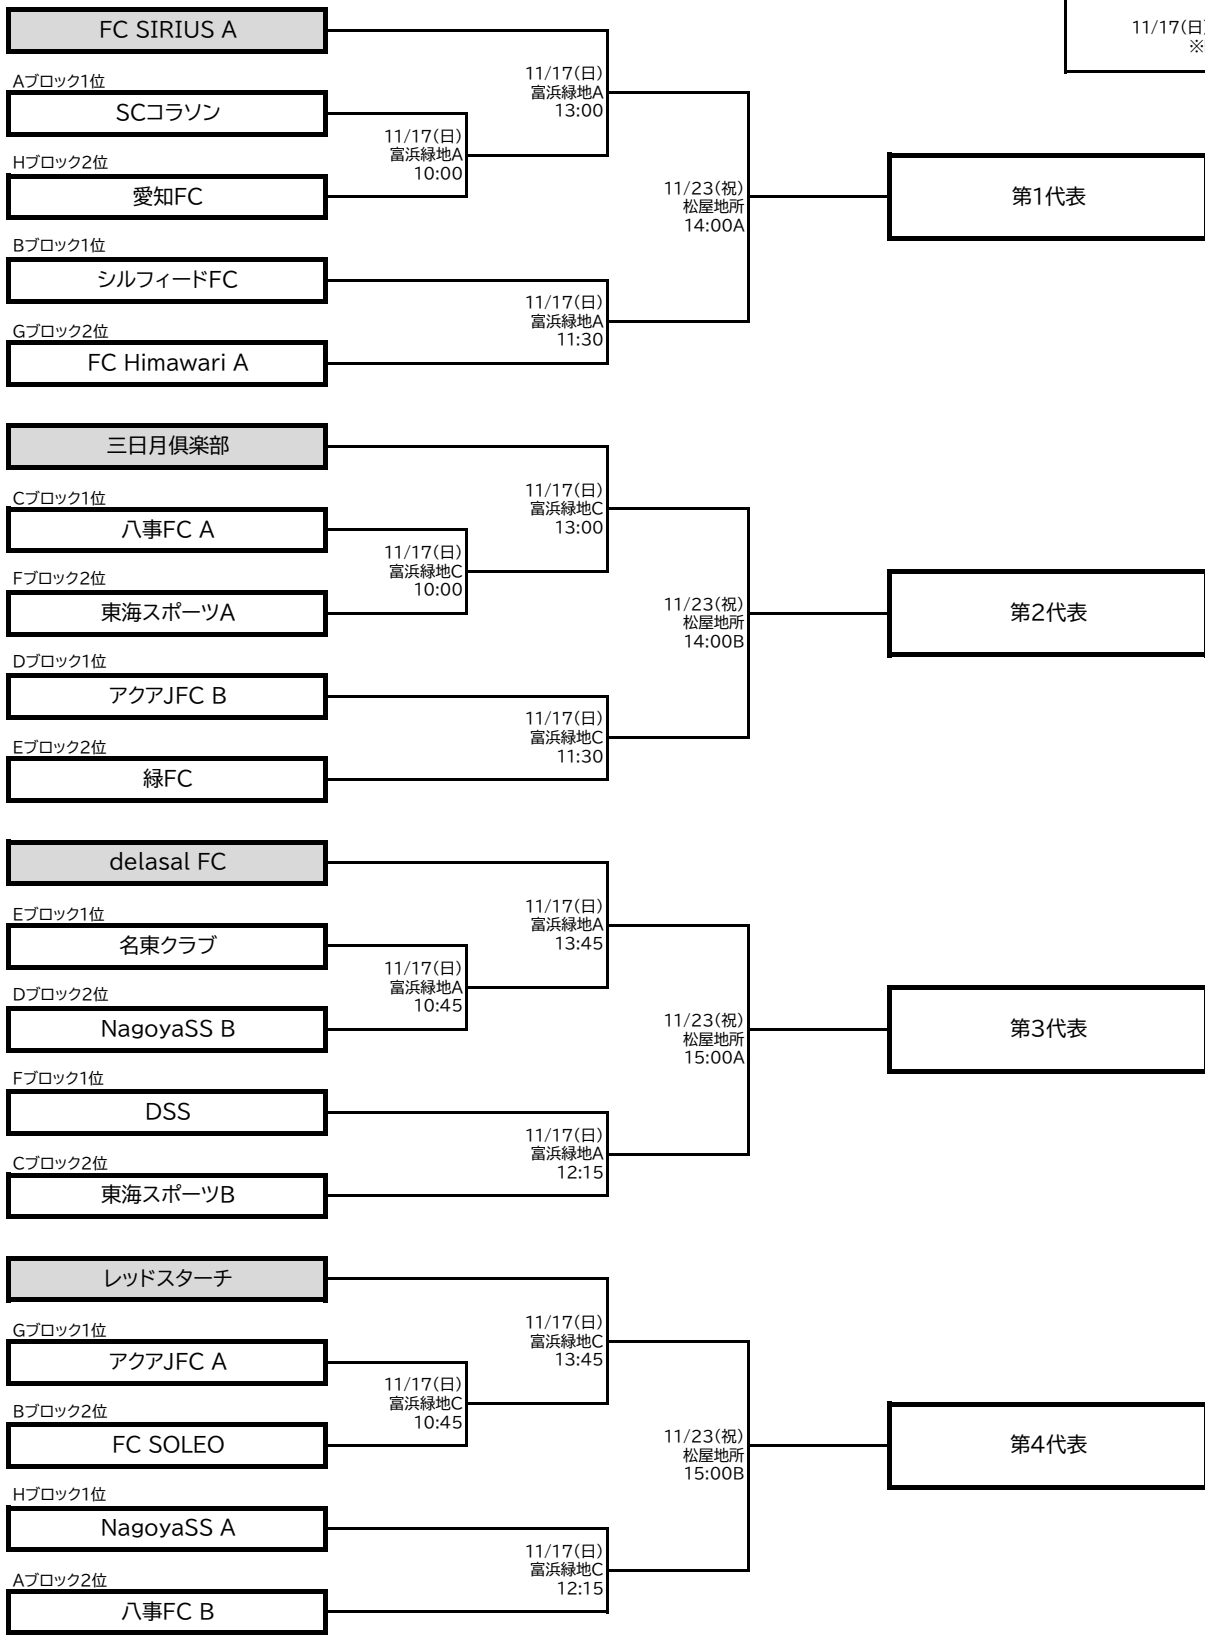 FC SIRIUS A
11/17(日)
※
Aブロック1位
SCコラソン
11/17(日)
富浜緑地A
13:00
11/17(日)
富浜緑地A
10:00
Hブロック2位
愛知FC
11/23(祝)
松屋地所
14:00A
第1代表
Bブロック1位
シルフィードFC
11/17(日)
富浜緑地A
11:30
Gブロック2位
FC Himawari A
三日月倶楽部
Cブロック1位
八事FC A
11/17(日)
富浜緑地C
13:00
11/17(日)
富浜緑地C
10:00
Fブロック2位
東海スポーツA
11/23(祝)
松屋地所
14:00B
第2代表
Dブロック1位
アクアJFC B
11/17(日)
富浜緑地C
11:30
Eブロック2位
緑FC
delasal FC
Eブロック1位
名東クラブ
11/17(日)
富浜緑地A
13:45
11/17(日)
富浜緑地A
10:45
Dブロック2位
NagoyaSS B
11/23(祝)
松屋地所
15:00A
第3代表
Fブロック1位
DSS
11/17(日)
富浜緑地A
12:15
Cブロック2位
東海スポーツB
レッドスターチ
Gブロック1位
アクアJFC A
11/17(日)
富浜緑地C
13:45
11/17(日)
富浜緑地C
10:45
Bブロック2位
FC SOLEO
11/23(祝)
松屋地所
15:00B
第4代表
Hブロック1位
NagoyaSS A
11/17(日)
富浜緑地C
12:15
Aブロック2位
八事FC B